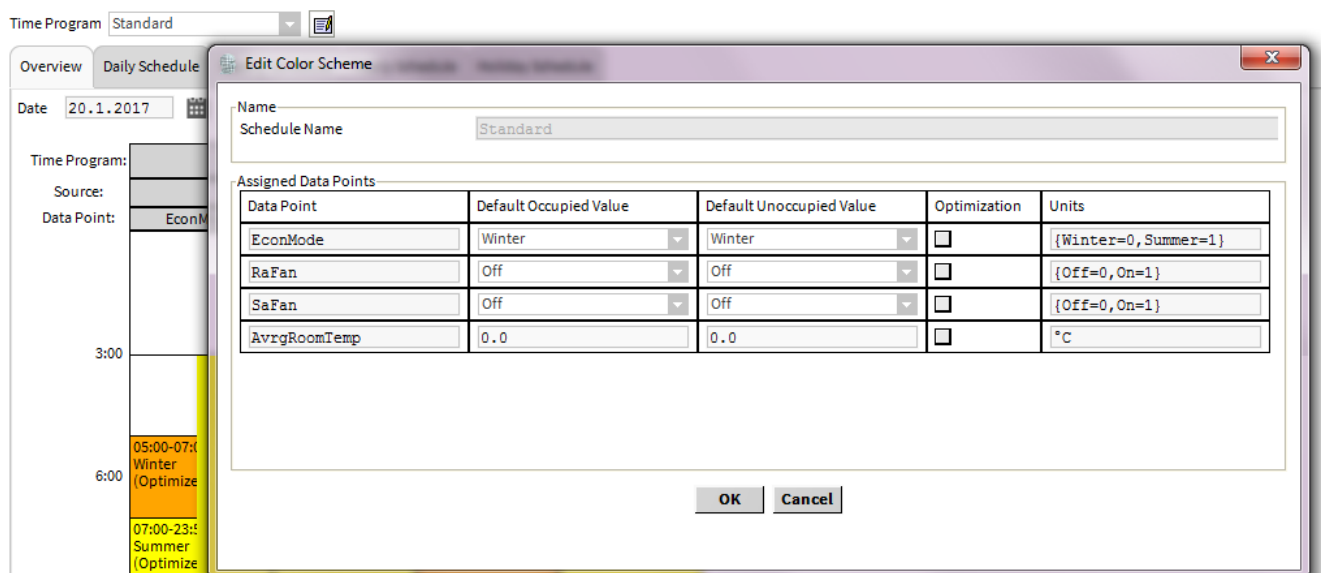 Time Program Standard
Overview Daily Schedule
Date 20.1.2017
Time Program:
Source:
Data Point: EconM
3:00
05:00-07:0
Winter
6:00 (Optimize
07:00-23:5
Summer
(Optimize
Edit Color Scheme
Name
Schedule Name Standard
Assigned Data Points
Data Point Default Occupied Value Default Unoccupied Value Optimization Units
EconMode Winter Winter {Winter=0,Summer=1}
RaFan Off Off {Off=0,On=1}
SaFan Off Off {Off=0,On=1}
AvrgRoomTemp 0.0 0.0 °C
OK Cancel